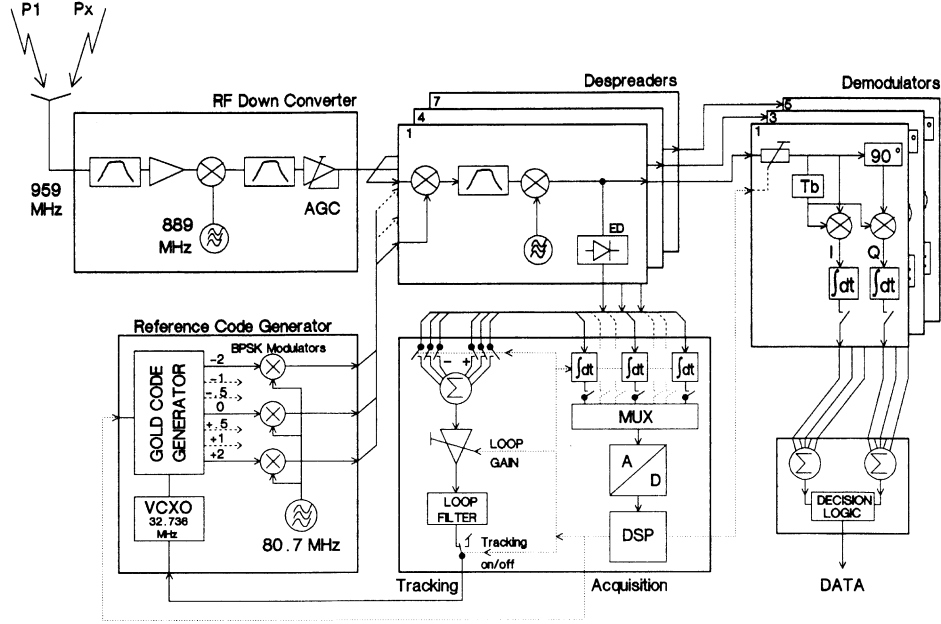 P1
Px
Despreaders
Demodulators
RF Down Converter
7
4
1
5
3
1
959
MHz
AGC
889
MHz
ED
90°
Tb
I
Q
∫dt
∫dt
Reference Code Generator
BPSK Modulators
GOLD CODE
GENERATOR
-2
-1
-.5
0
+.5
+1
+2
VCXO
32.736
MHz
80.7 MHz
- +
Σ
LOOP
GAIN
LOOP
FILTER
Tracking
on/off
∫dt
∫dt
∫dt
MUX
A
D
DSP
Tracking
Acquisition
Σ
Σ
DECISION
LOGIC
DATA